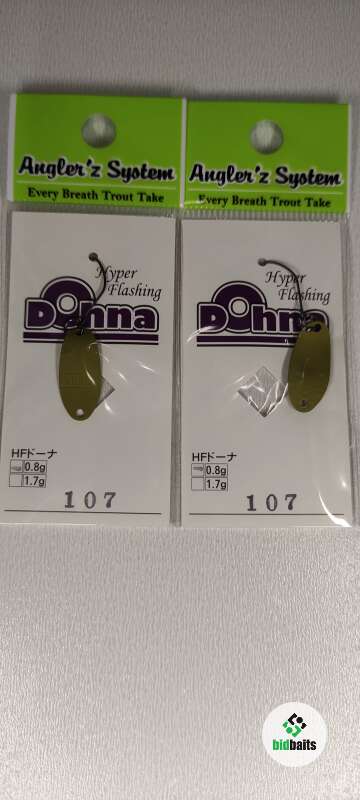 Angler'z System
Every Breath Trout Take
Hyper
Flashing
Dohna
HFドーナ
0.8g
1.7g
107
Angler'z System
Every Breath Trout Take
Hyper
Flashing
Dohna
HFドーナ
0.8g
1.7g
107
bidbaits